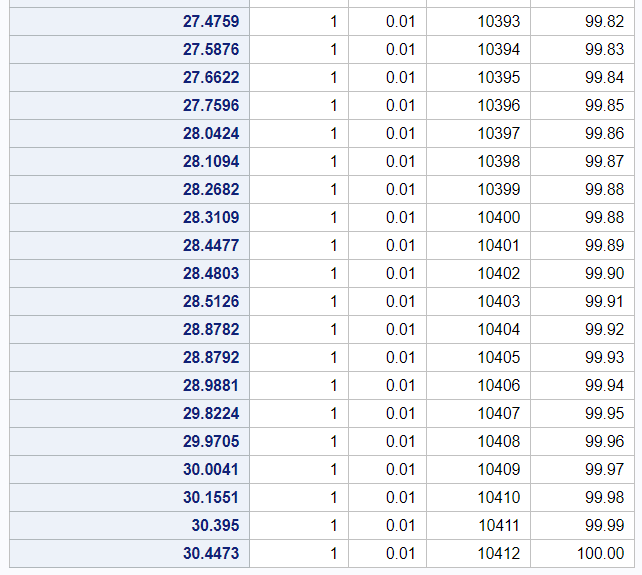 27.4759 1 0.01 10393 99.82
27.5876 1 0.01 10394 99.83
27.6622 1 0.01 10395 99.84
27.7596 1 0.01 10396 99.85
28.0424 1 0.01 10397 99.86
28.1094 1 0.01 10398 99.87
28.2682 1 0.01 10399 99.88
28.3109 1 0.01 10400 99.88
28.4477 1 0.01 10401 99.89
28.4803 1 0.01 10402 99.90
28.5126 1 0.01 10403 99.91
28.8782 1 0.01 10404 99.92
28.8792 1 0.01 10405 99.93
28.9881 1 0.01 10406 99.94
29.8224 1 0.01 10407 99.95
29.9705 1 0.01 10408 99.96
30.0041 1 0.01 10409 99.97
30.1551 1 0.01 10410 99.98
30.395 1 0.01 10411 99.99
30.4473 1 0.01 10412 100.00